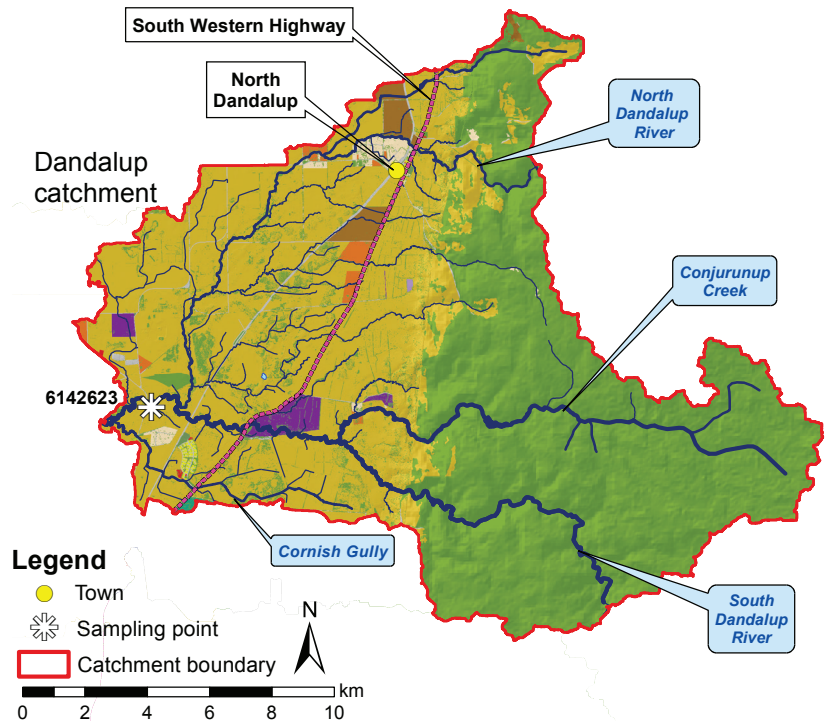 South Western Highway
North
Dandalup
North
Dandalup
River
Dandalup
catchment
Conjurunup
Creek
6142623
Cornish Gully
South
Dandalup
River
Legend
Town
Sampling point
Catchment boundary
N
km
0 2 4 6 8 10